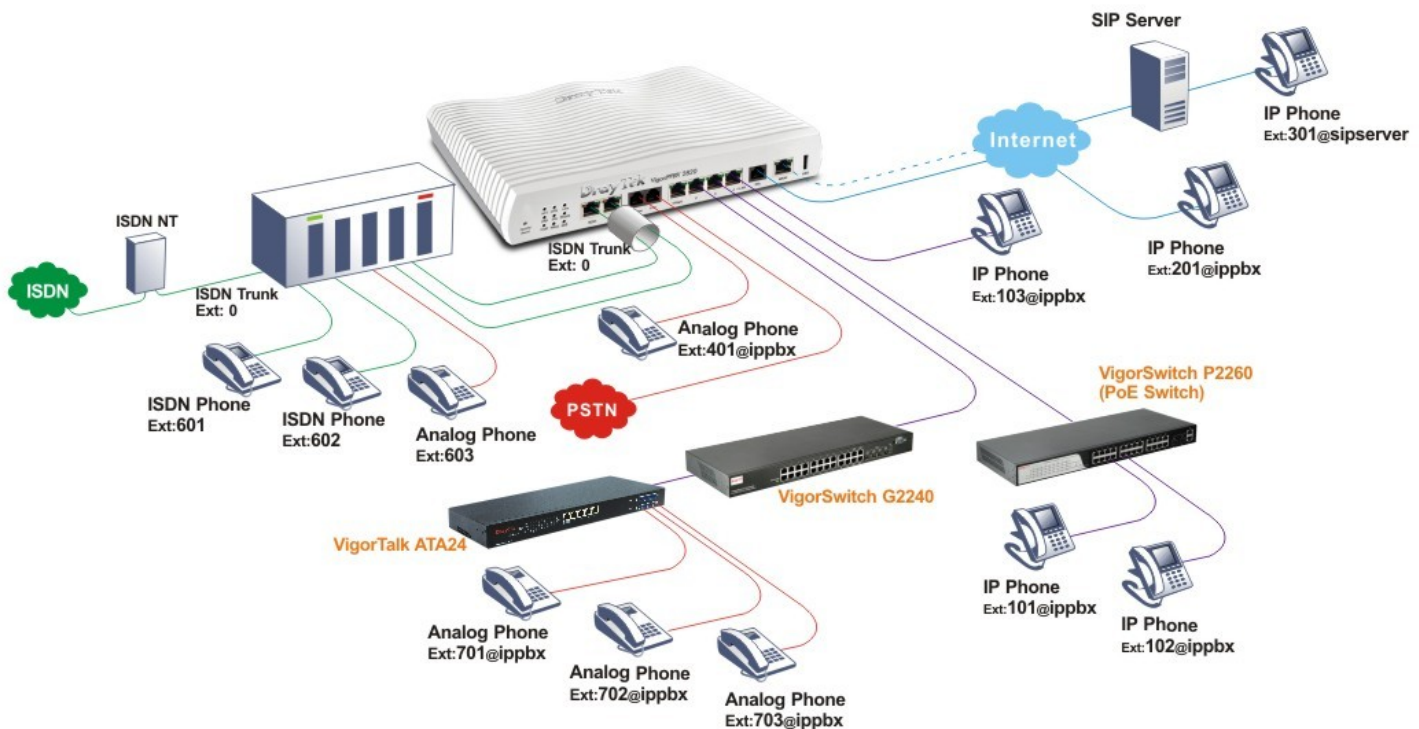 SIP Server
IP Phone
Ext:301@sipserver
Internet
DrayTek
VigorIPPBX 2820
ISDN NT
ISDN Trunk
Ext: 0
IP Phone
Ext:103@ippbx
IP Phone
Ext:201@ippbx
ISDN
ISDN Trunk
Ext: 0
Analog Phone
Ext:401@ippbx
ISDN Phone
Ext:601
ISDN Phone
Ext:602
Analog Phone
Ext:603
PSTN
VigorSwitch P2260
(PoE Switch)
VigorSwitch G2240
VigorTalk ATA24
IP Phone
Ext:101@ippbx
IP Phone
Ext:102@ippbx
Analog Phone
Ext:701@ippbx
Analog Phone
Ext:702@ippbx
Analog Phone
Ext:703@ippbx